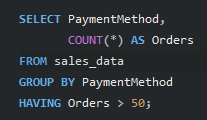 SELECT PaymentMethod,
       COUNT(*) AS Orders
FROM sales_data
GROUP BY PaymentMethod
HAVING Orders > 50;